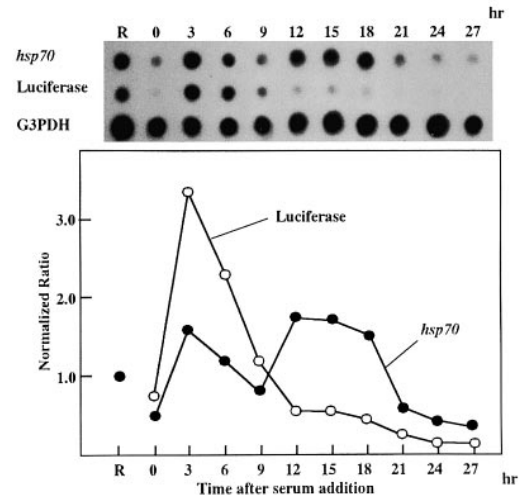 hr
R 0 3 6 9 12 15 18 21 24 27
hsp70
Luciferase
G3PDH
3.0
Luciferase
2.0
hsp70
1.0
Normalized Ratio
R 0 3 6 9 12 15 18 21 24 27
Time after serum addition hr